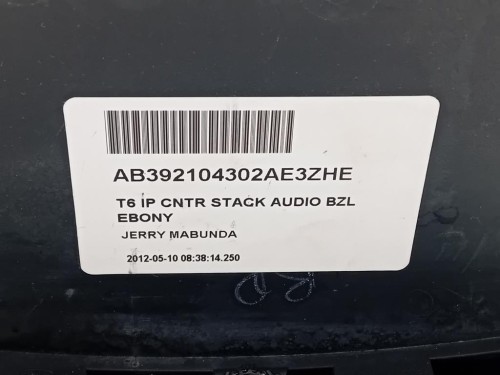 AB392104302AE3ZHE
T6 IP CNTR STACK AUDIO BZL
EBONY
JERRY MABUNDA
2012-05-10 08:38:14.250